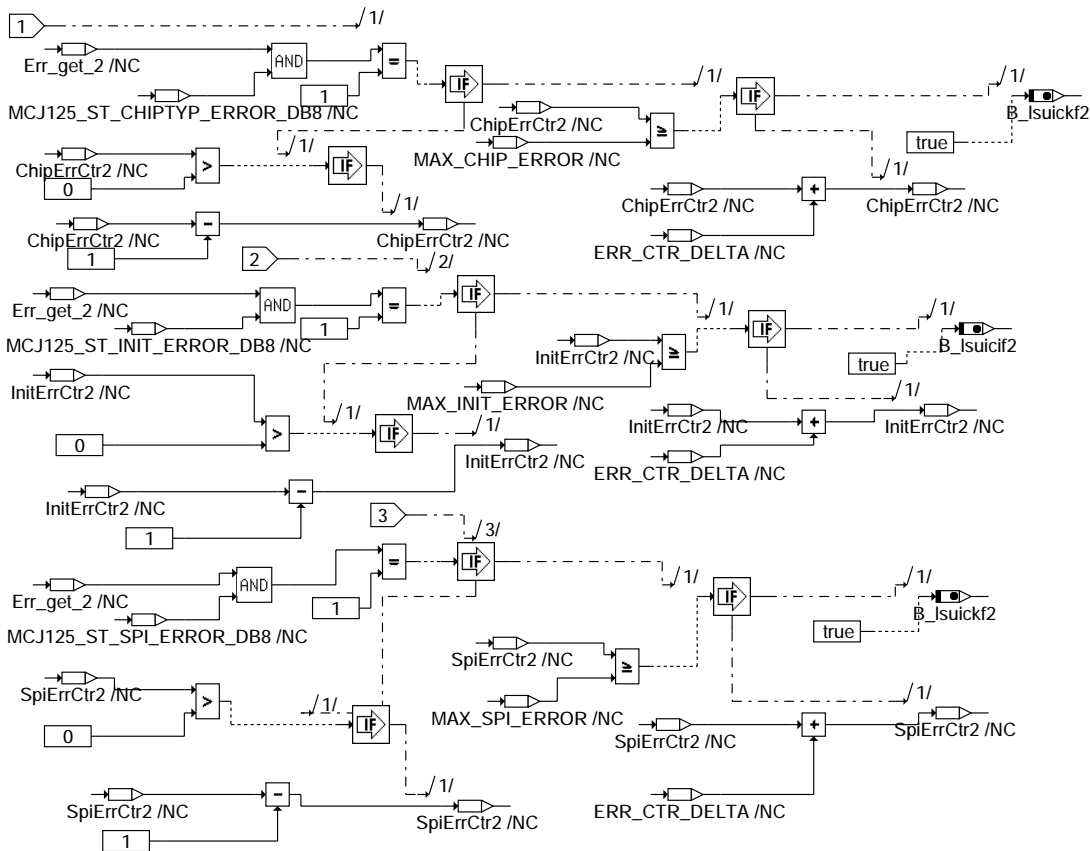 1
/1/
Err_get_2 /NC
AND
=
1
IF
/1/
IF
/1/
B_lsuickf2
MCJ125_ST_CHIPTYP_ERROR_DB8 /NC
ChipErrCtr2 /NC
MAX_CHIP_ERROR /NC
≥
true
/1/
ChipErrCtr2 /NC
>
IF
/1/
0
/1/
ChipErrCtr2 /NC
+
ChipErrCtr2 /NC
ChipErrCtr2 /NC
-
ChipErrCtr2 /NC
ERR_CTR_DELTA /NC
1
2
/2/
Err_get_2 /NC
AND
=
1
IF
/1/
IF
/1/
B_lsuicif2
MCJ125_ST_INIT_ERROR_DB8 /NC
InitErrCtr2 /NC
≥
true
InitErrCtr2 /NC
MAX_INIT_ERROR /NC
/1/
/1/
InitErrCtr2 /NC
+
InitErrCtr2 /NC
0
>
IF
/1/
InitErrCtr2 /NC
ERR_CTR_DELTA /NC
InitErrCtr2 /NC
-
1
3
/3/
Err_get_2 /NC
AND
=
1
IF
/1/
IF
/1/
B_lsuickf2
MCJ125_ST_SPI_ERROR_DB8 /NC
true
SpiErrCtr2 /NC
≥
SpiErrCtr2 /NC
>
/1/
IF
MAX_SPI_ERROR /NC
/1/
0
SpiErrCtr2 /NC
+
SpiErrCtr2 /NC
/1/
SpiErrCtr2 /NC
-
SpiErrCtr2 /NC
ERR_CTR_DELTA /NC
1